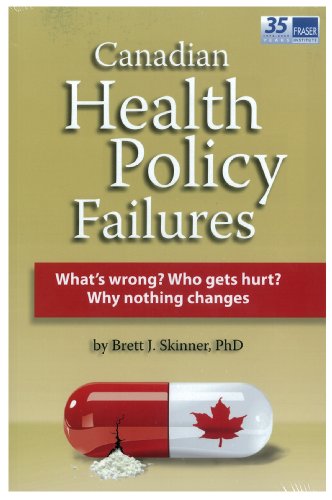 35
YEARS
FRASER
INSTITUTE
Canadian
Health
Policy
Failures
What's wrong? Who gets hurt?
Why nothing changes
by Brett J. Skinner, PhD